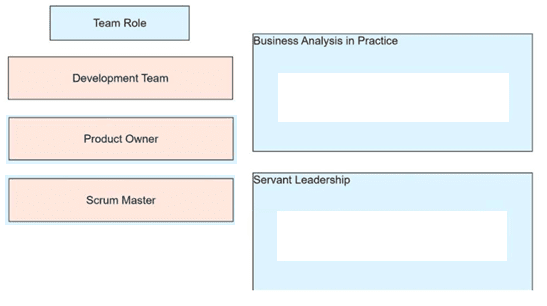 Team Role
Business Analysis in Practice
Development Team
Product Owner
Servant Leadership
Scrum Master